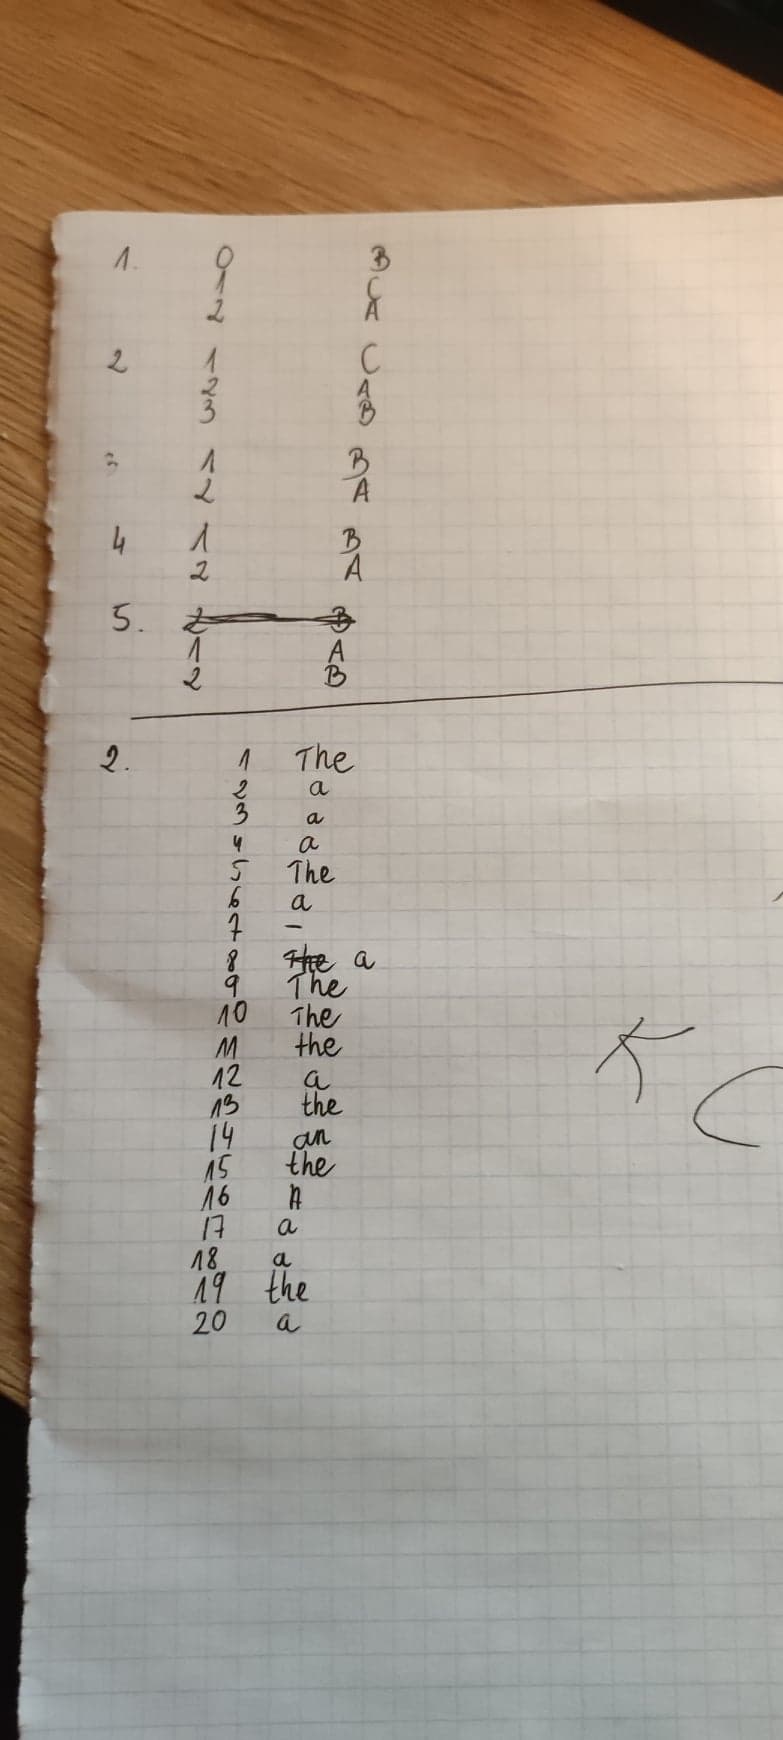 1. 0 B
1 C
2 A
2 1 C
2 A
3 B
3 1 B
2 A
4 1 B
2 A
5. 2 B
1 A
2 B
2. 1 The
2 a
3 a
4 a
5 The
6 a
7 -
8 The a
9 The
10 The
11 the
12 a
13 the
14 an
15 the
16 A
17 a
18 a
19 the
20 a
K
C